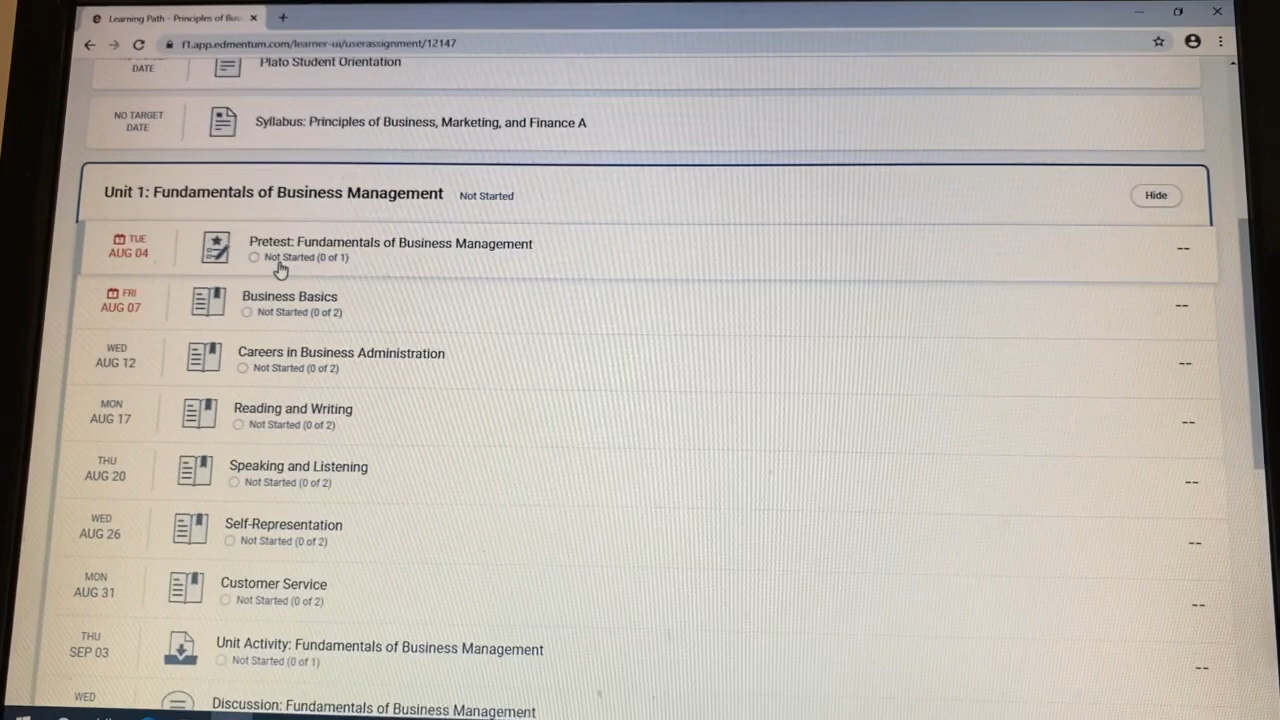 Learning Path - Principles of Bus
f1.app.edmentum.com/learner-ui/userassignment/12147
DATE
Plato Student Orientation
NO TARGET
DATE
Syllabus: Principles of Business, Marketing, and Finance A
Unit 1: Fundamentals of Business Management
Not Started
Hide
TUE
AUG 04
Pretest: Fundamentals of Business Management
Not Started (0 of 1)
--
FRI
AUG 07
Business Basics
Not Started (0 of 2)
--
WED
AUG 12
Careers in Business Administration
Not Started (0 of 2)
--
MON
AUG 17
Reading and Writing
Not Started (0 of 2)
--
THU
AUG 20
Speaking and Listening
Not Started (0 of 2)
--
WED
AUG 26
Self-Representation
Not Started (0 of 2)
--
MON
AUG 31
Customer Service
Not Started (0 of 2)
--
THU
SEP 03
Unit Activity: Fundamentals of Business Management
Not Started (0 of 1)
--
WED
Discussion: Fundamentals of Business Management